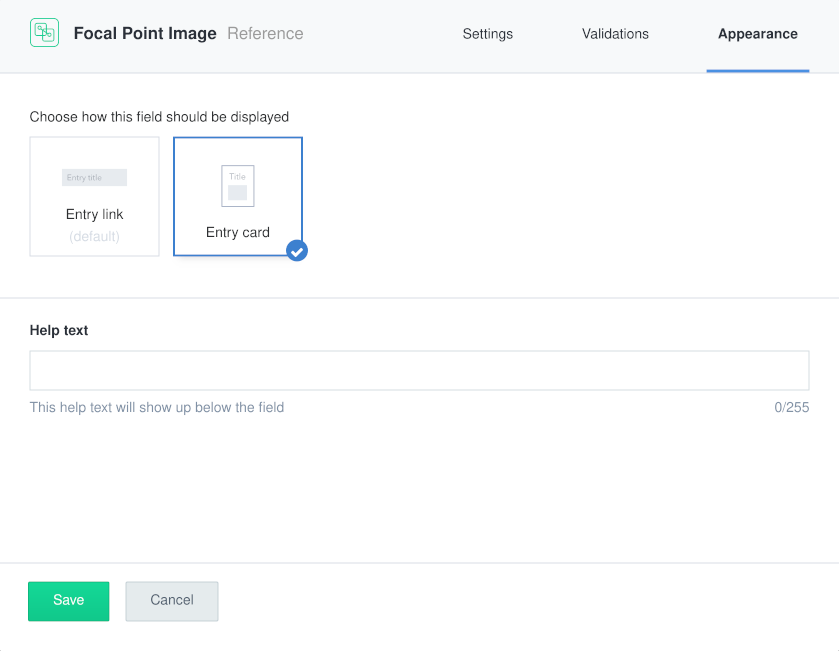 Focal Point Image Reference Settings Validations Appearance
Choose how this field should be displayed
Entry title
Entry link
(default)
Title
Entry card
Help text
This help text will show up below the field 0/255
Save Cancel